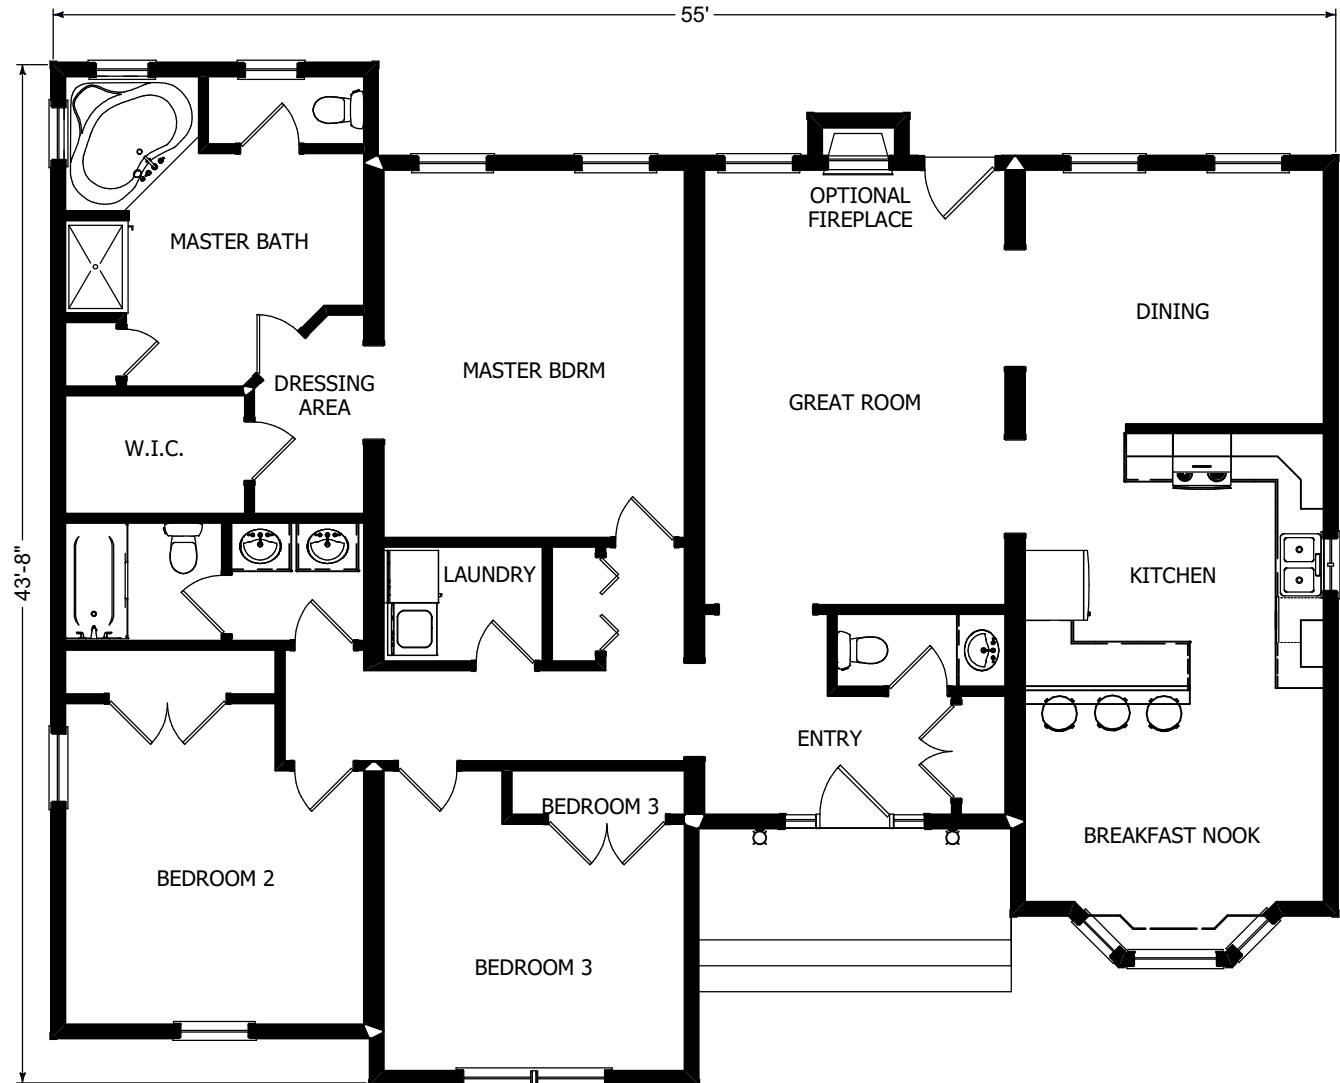 55'
43'-8"
OPTIONAL
FIREPLACE
MASTER BATH
DINING
MASTER BDRM
DRESSING
AREA
GREAT ROOM
W.I.C.
LAUNDRY
KITCHEN
ENTRY
BEDROOM 3
BREAKFAST NOOK
BEDROOM 2
BEDROOM 3